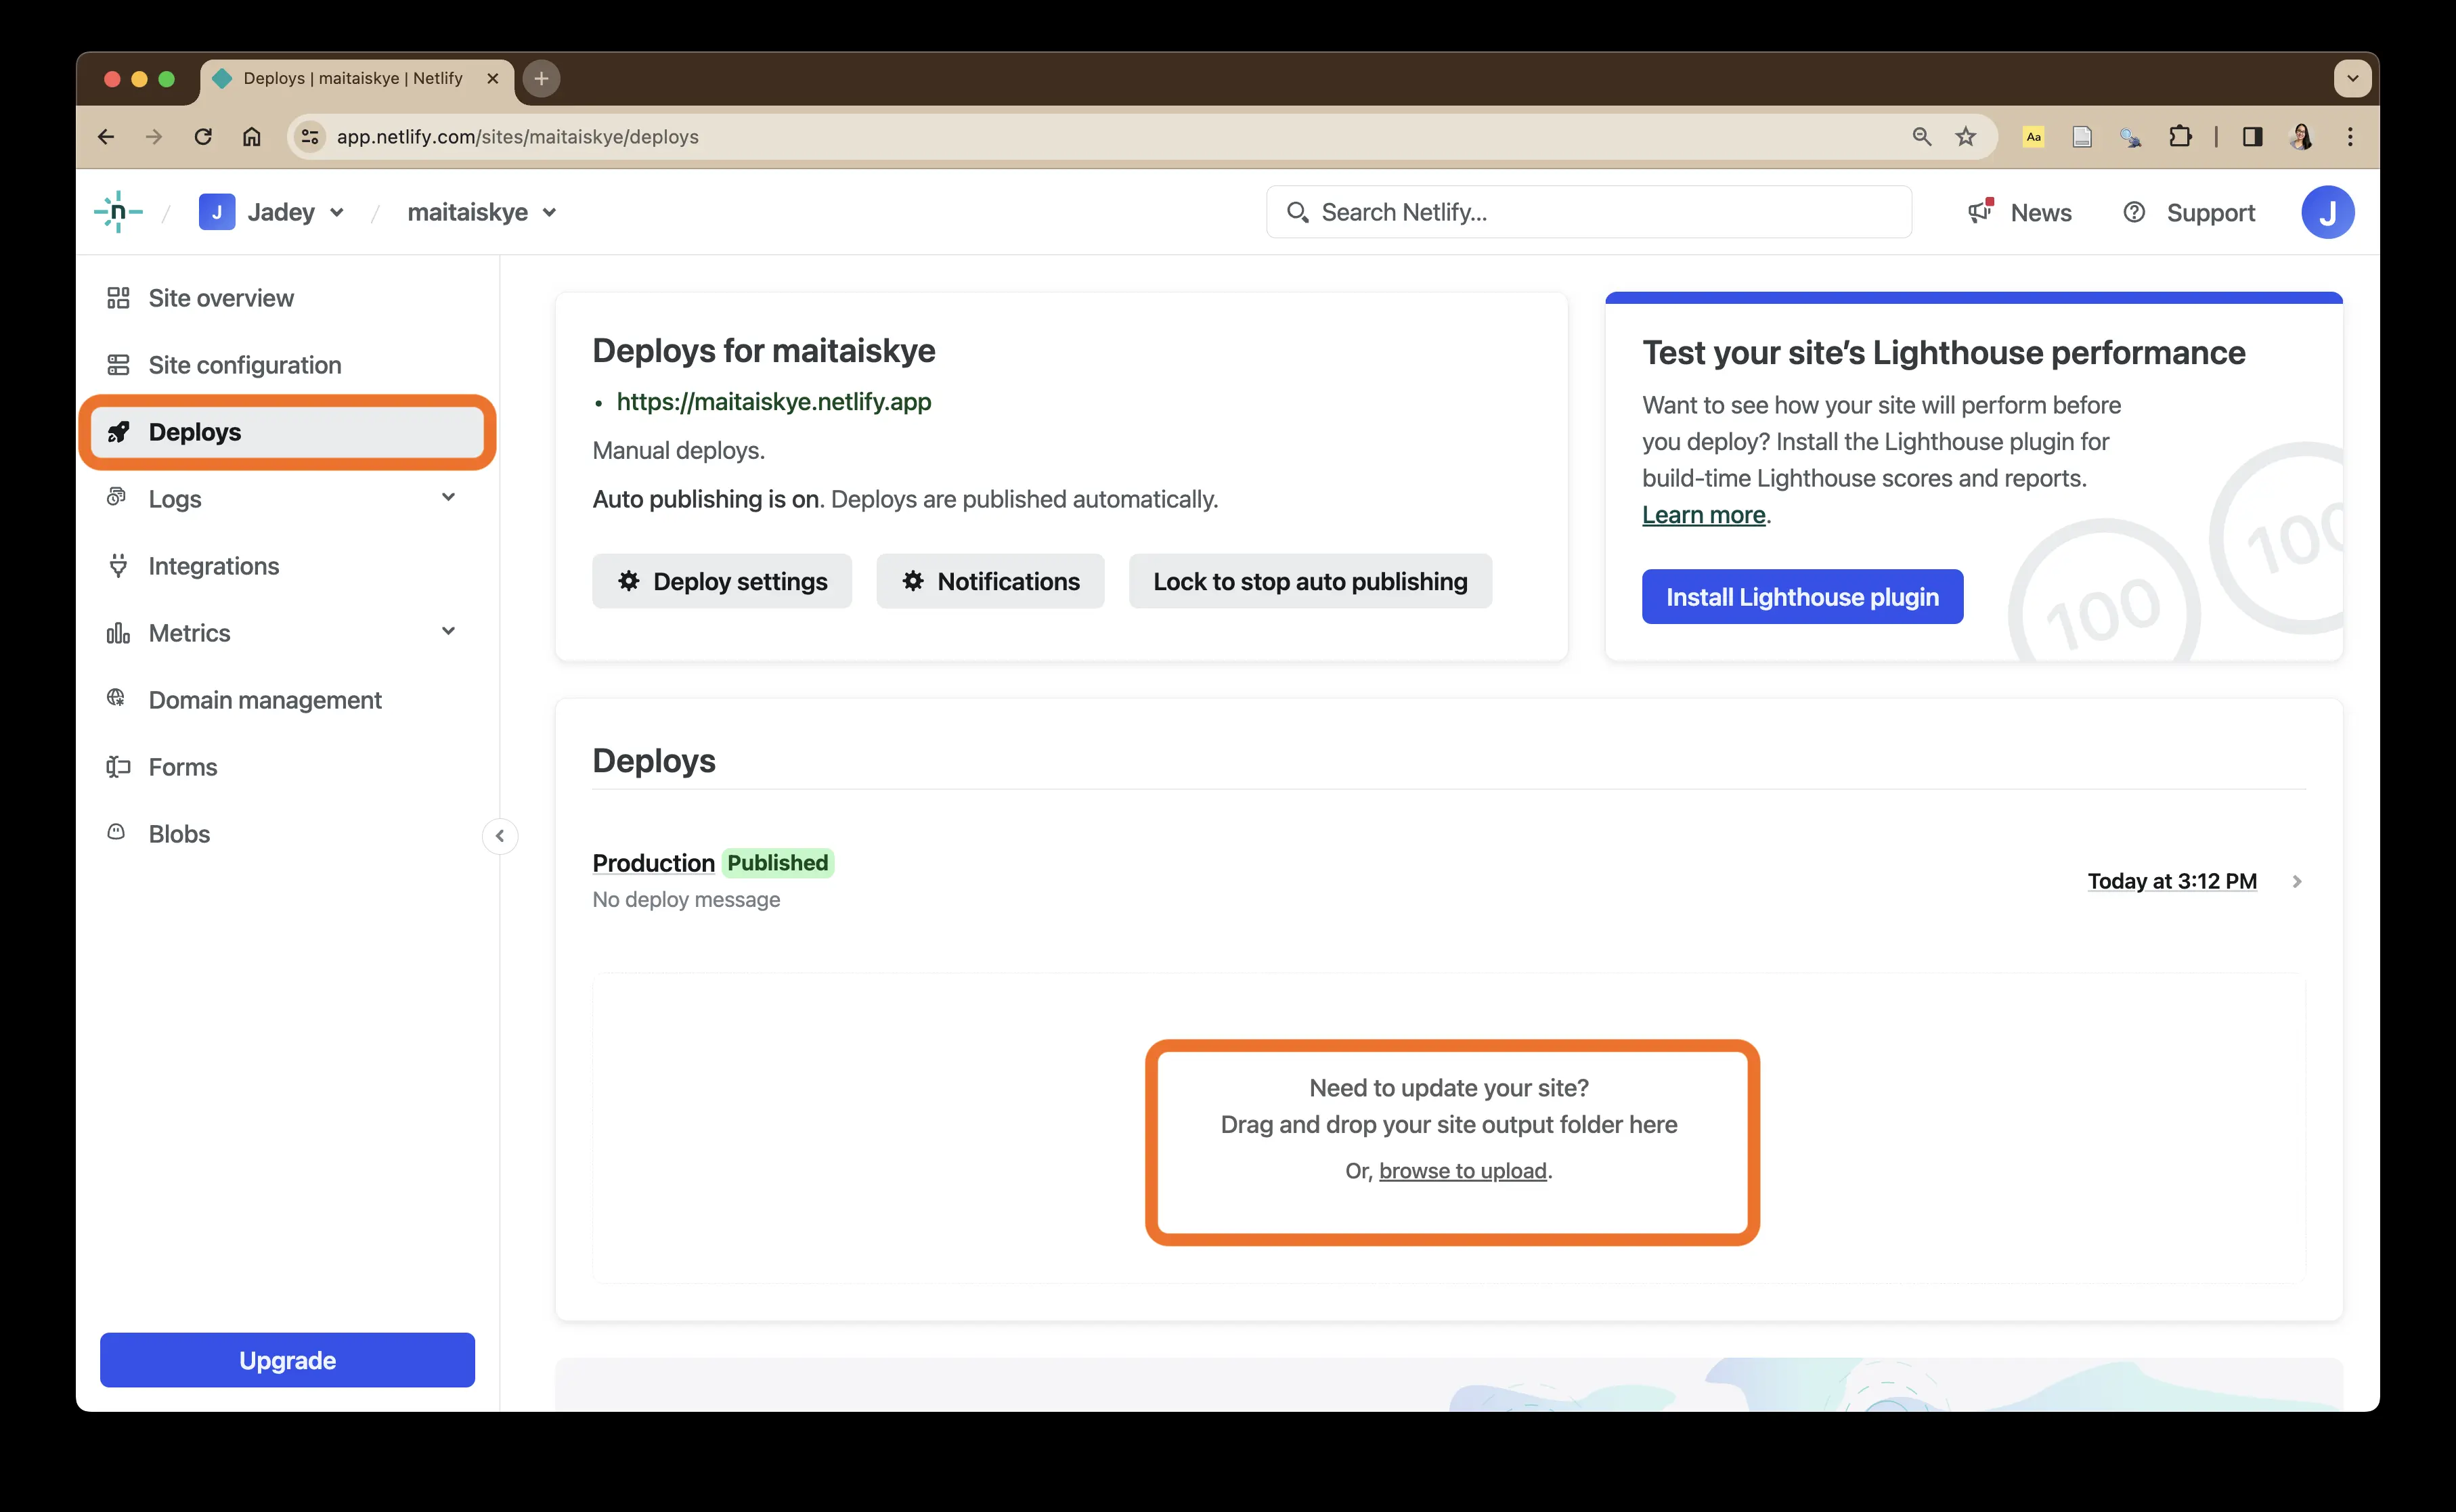 Deploys | maitaiskye | Netlify
app.netlify.com/sites/maitaiskye/deploys
Aa
n
J
Jadey
maitaiskye
Search Netlify...
News
Support
J
Site overview
Site configuration
Deploys
Logs
Integrations
Metrics
Domain management
Forms
Blobs
Upgrade
Deploys for maitaiskye
https://maitaiskye.netlify.app
Manual deploys.
Auto publishing is on. Deploys are published automatically.
Deploy settings
Notifications
Lock to stop auto publishing
Test your site’s Lighthouse performance
Want to see how your site will perform before
you deploy? Install the Lighthouse plugin for
build-time Lighthouse scores and reports.
Learn more.
Install Lighthouse plugin
100
100
Deploys
Production Published
No deploy message
Today at 3:12 PM
Need to update your site?
Drag and drop your site output folder here
Or, browse to upload.